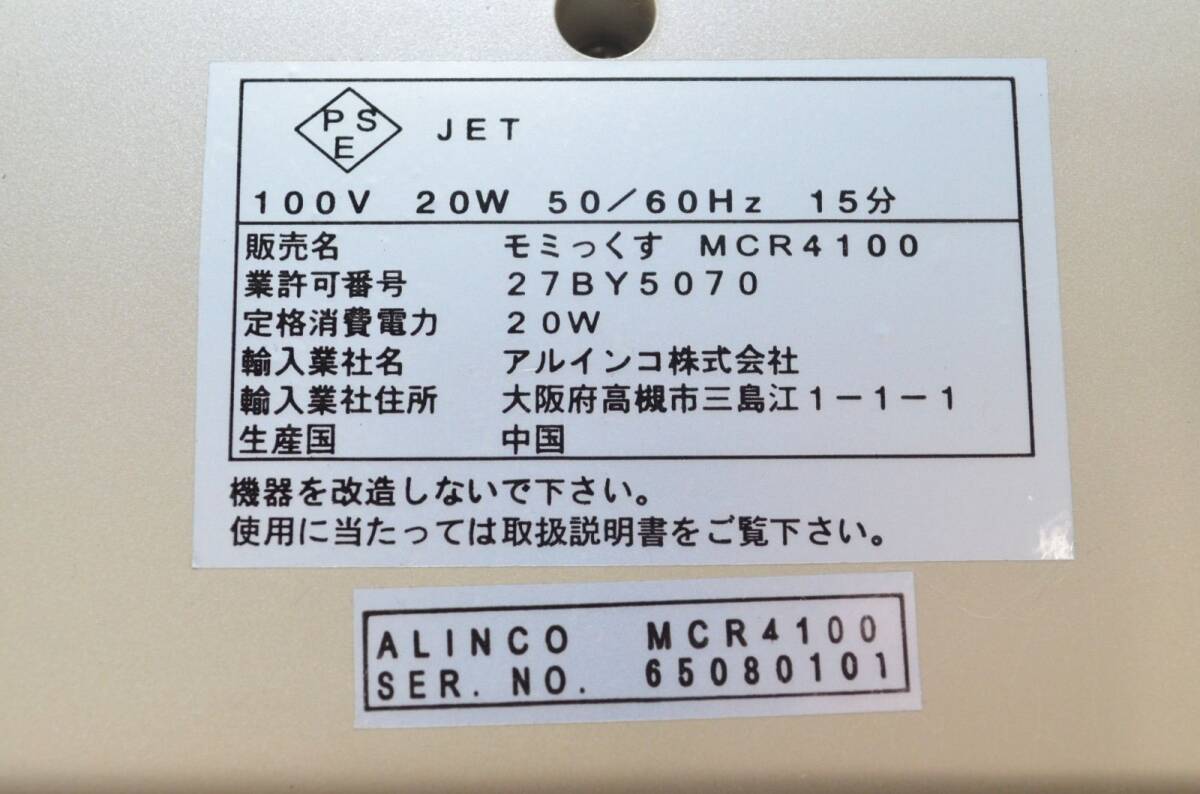 PSE JET
100V 20W 50/60Hz 15分
販売名 モミっくす MCR4100
業許可番号 27BY5070
定格消費電力 20W
輸入業社名 アルインコ株式会社
輸入業社住所 大阪府高槻市三島江1-1-1
生産国 中国
機器を改造しないで下さい。
使用に当たっては取扱説明書をご覧下さい。
ALINCO MCR4100
SER. NO. 65080101